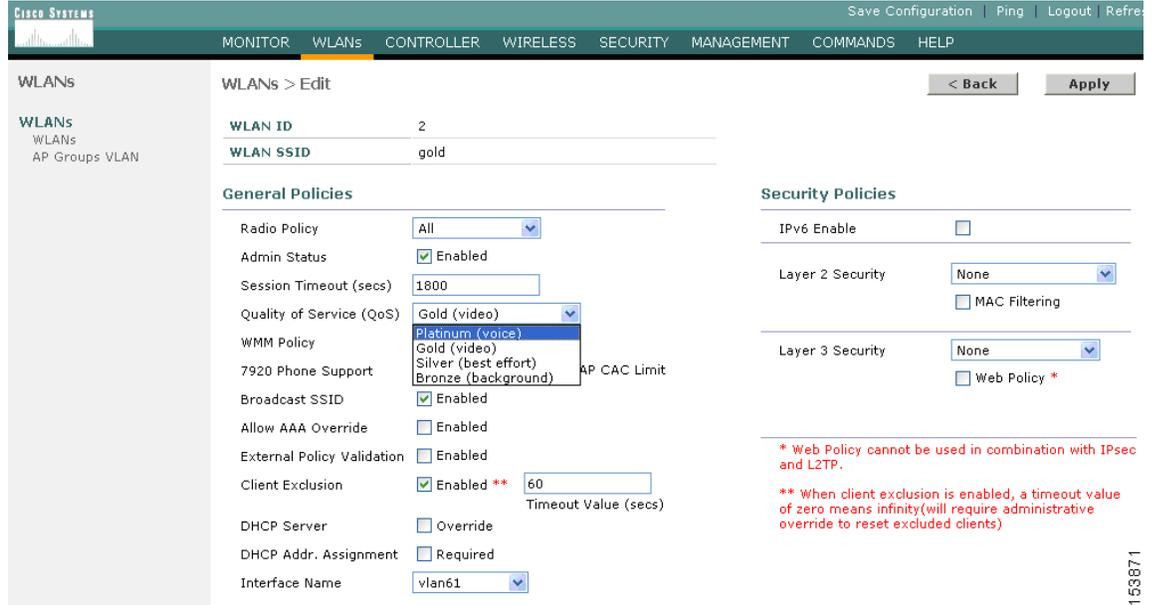 CISCO SYSTEMS
Save Configuration | Ping | Logout | Refre
MONITOR WLANs CONTROLLER WIRELESS SECURITY MANAGEMENT COMMANDS HELP
WLANs
WLANs
WLANs
AP Groups VLAN
WLANs > Edit
< Back Apply
WLAN ID 2
WLAN SSID gold
General Policies
Radio Policy All
Admin Status Enabled
Session Timeout (secs) 1800
Quality of Service (QoS) Gold (video)
Platinum (voice)
Gold (video)
Silver (best effort)
Bronze (background)
WMM Policy
7920 Phone Support AP CAC Limit
Broadcast SSID Enabled
Allow AAA Override Enabled
External Policy Validation Enabled
Client Exclusion Enabled ** 60
Timeout Value (secs)
DHCP Server Override
DHCP Addr. Assignment Required
Interface Name vlan61
Security Policies
IPv6 Enable
Layer 2 Security None
MAC Filtering
Layer 3 Security None
Web Policy *
* Web Policy cannot be used in combination with IPsec
and L2TP.
** When client exclusion is enabled, a timeout value
of zero means infinity(will require administrative
override to reset excluded clients)
153871